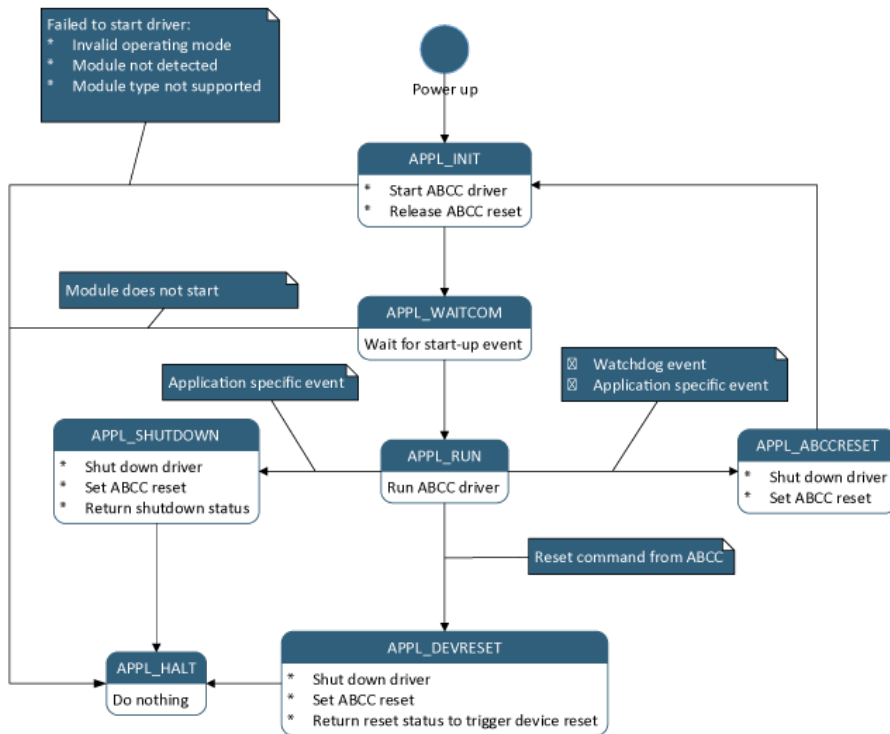 Failed to start driver:
* Invalid operating mode
* Module not detected
* Module type not supported
Power up
APPL_INIT
* Start ABCC driver
* Release ABCC reset
Module does not start
APPL_WAITCOM
Wait for start-up event
Application specific event
Watchdog event
Application specific event
APPL_SHUTDOWN
* Shut down driver
* Set ABCC reset
* Return shutdown status
APPL_RUN
Run ABCC driver
APPL_ABCCRESET
* Shut down driver
* Set ABCC reset
Reset command from ABCC
APPL_HALT
Do nothing
APPL_DEVRESET
* Shut down driver
* Set ABCC reset
* Return reset status to trigger device reset